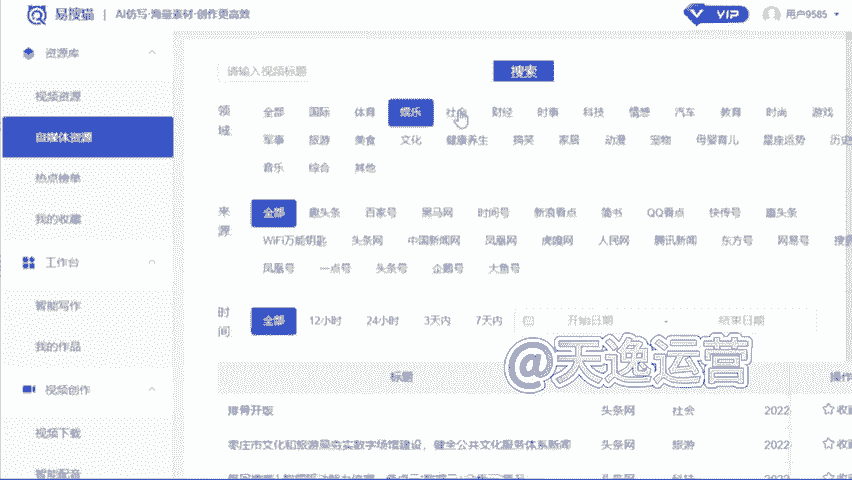 易搜猫 | AI仿写·海量素材·创作更高效
VIP
用户9585
资源库
视频资源
自媒体资源
热点榜单
我的收藏
工作台
智能写作
我的作品
视频创作
视频下载
智能配音
请输入视频标题
搜索
领域:
全部 国际 体育 娱乐 社会 财经 时事 科技 情感 汽车 教育 时尚 游戏
军事 旅游 美食 文化 健康养生 搞笑 家居 动漫 宠物 母婴育儿 星座运势 历史
音乐 综合 其他
来源:
全部 趣头条 百家号 黑马网 时间号 新浪看点 简书 QQ看点 快传号 惠头条
WiFi万能钥匙 头条网 中国新闻网 凤凰网 虎嗅网 人民网 腾讯新闻 东方号 网易号
凤凰号 一点号 头条号 企鹅号 大鱼号
时间:
全部 12小时 24小时 3天内 7天内 开始日期 - 结束日期
@天逸运营
标题 操作
排骨开版 头条网 社会 2022 收
枣庄市文化和旅游局夯实数字场馆建设，健全公共文化服务体系新闻 头条网 旅游 2022 收
头条网 科技 2022